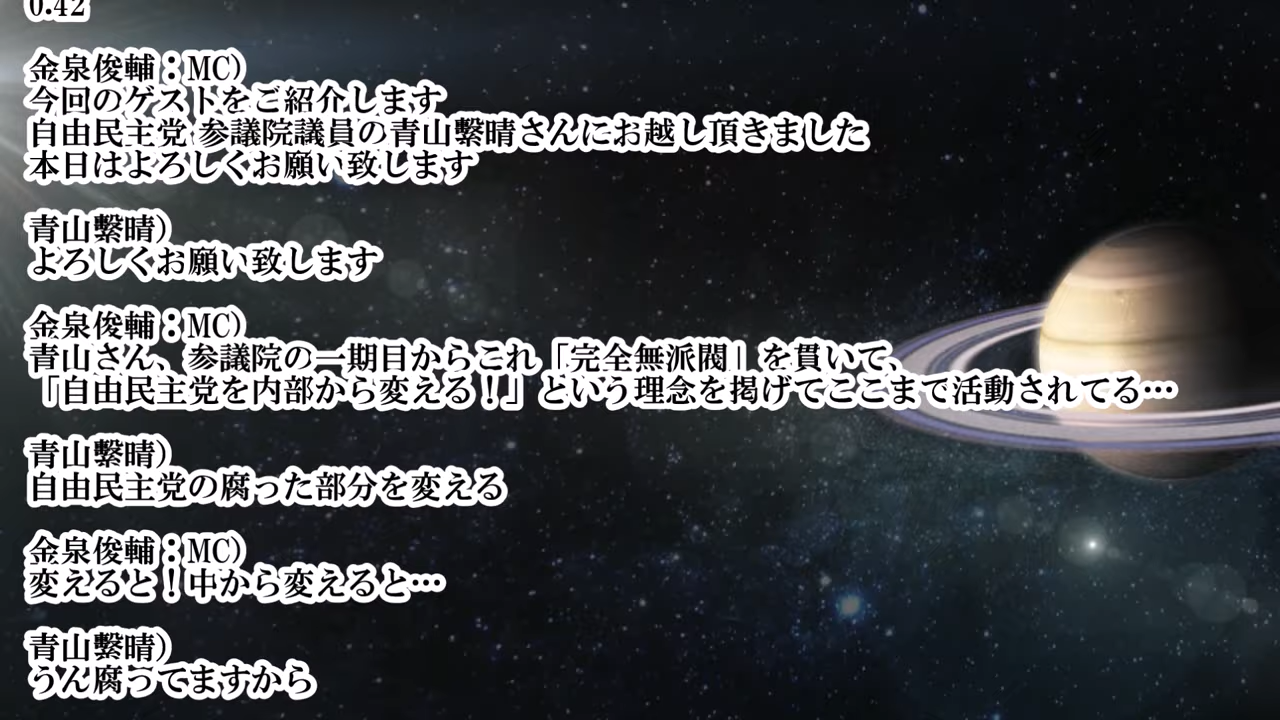 0.42
金泉俊輔：MC）
今回のゲストをご紹介します
自由民主党 参議院議員の青山繫晴さんにお越し頂きました
本日はよろしくお願い致します
青山繫晴）
よろしくお願い致します
金泉俊輔：MC）
青山さん、参議院の一期目からこれ「完全無派閥」を貫いて、
「自由民主党を内部から変える！」という理念を掲げてここまで活動されてる…
青山繫晴）
自由民主党の腐った部分を変える
金泉俊輔：MC）
変えると！中から変えると…
青山繫晴）
うん腐ってますから